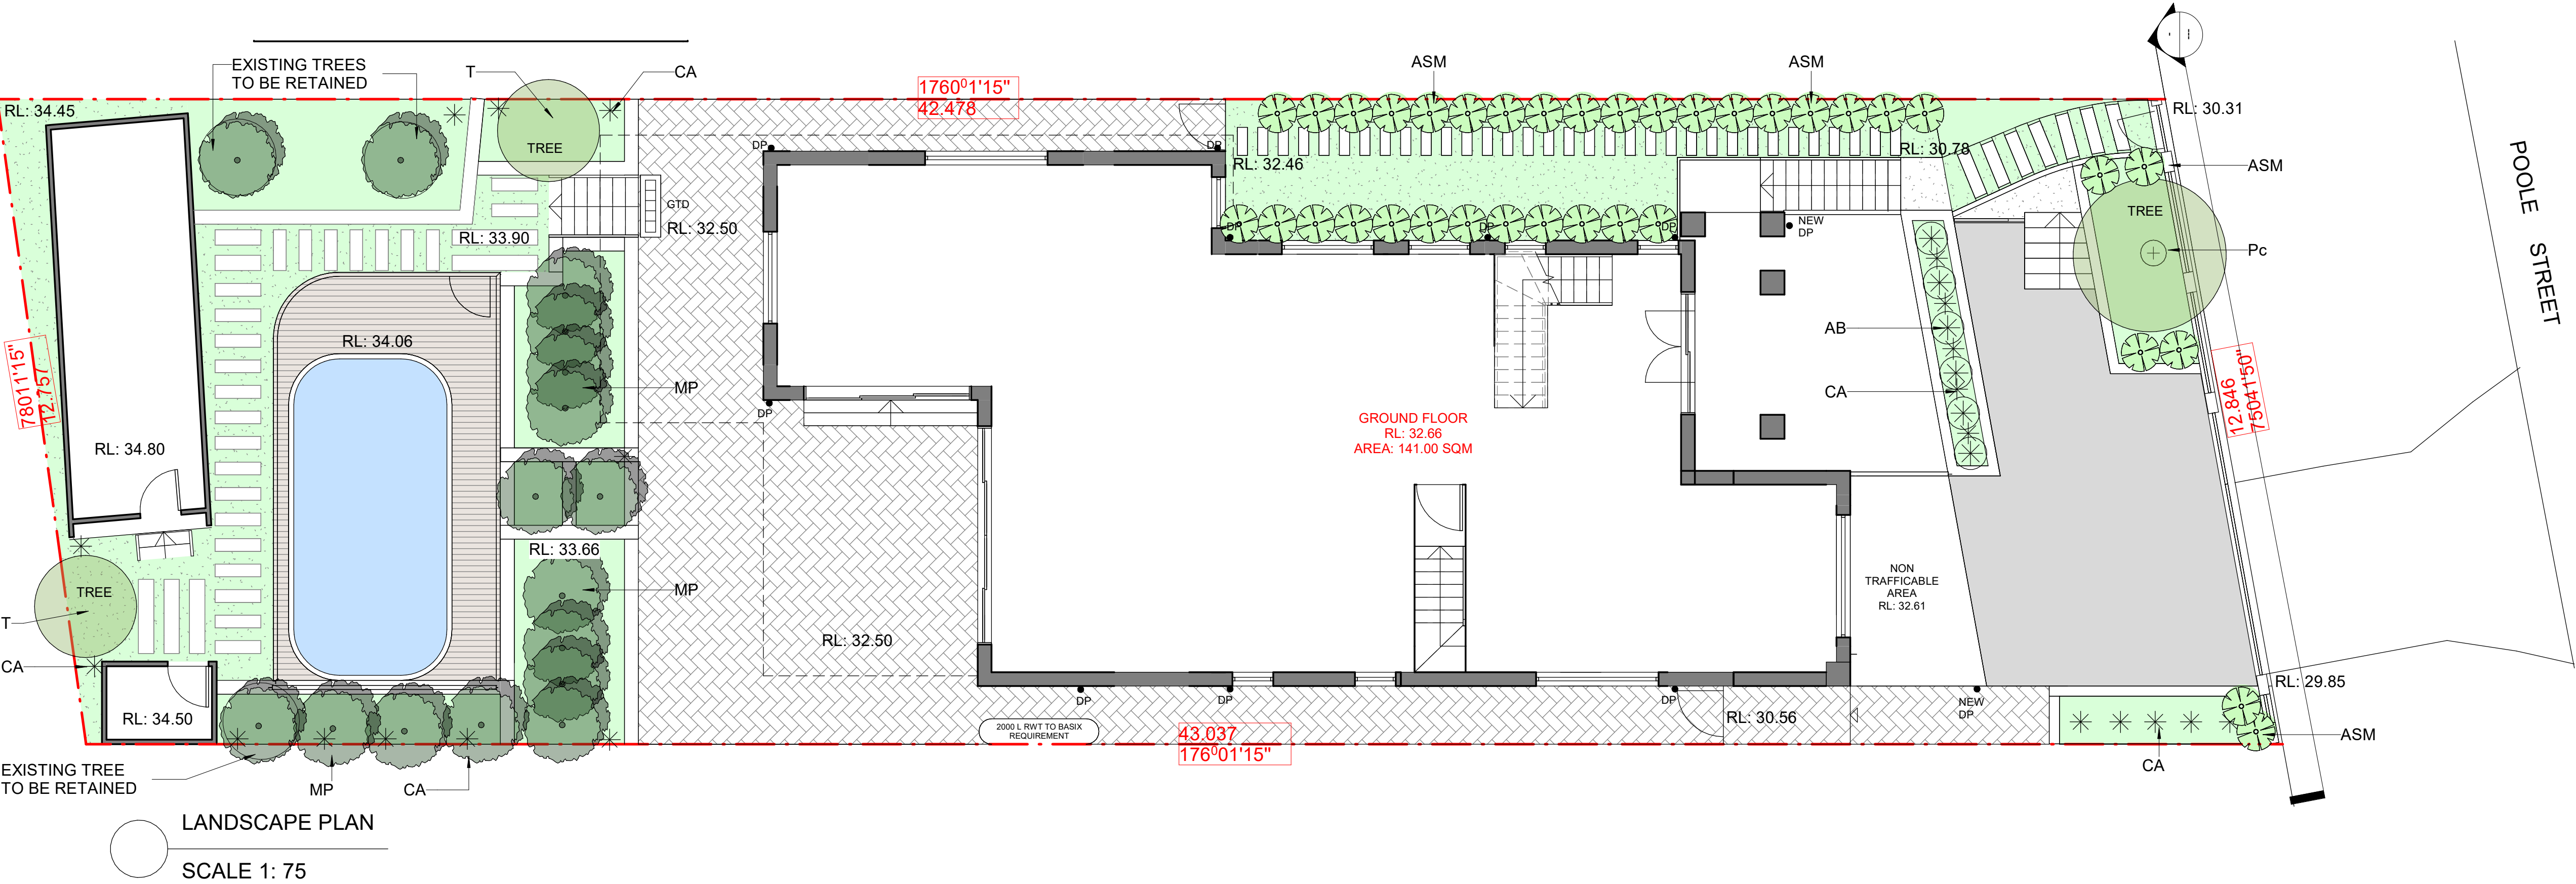 EXISTING TREES
TO BE RETAINED
T
CA
1760⁰1'15"
42.478
ASM
ASM
RL: 34.45
RL: 30.31
TREE
DP
DP
RL: 32.46
RL: 30.78
ASM
POOLE STREET
GTD
RL: 32.50
RL: 33.90
NEW
DP
TREE
DP
DP
DP
Pc
RL: 34.06
AB
78011'15"
12.757
MP
CA
12.846
7504 1'50"
DP
GROUND FLOOR
RL: 32.66
AREA: 141.00 SQM
RL: 34.80
RL: 33.66
NON
TRAFFICABLE
AREA
RL: 32.61
TREE
MP
T
RL: 32.50
CA
RL: 29.85
RL: 34.50
DP
DP
DP
NEW
DP
RL: 30.56
2000 L RWT TO BASIX
REQUIREMENT
43.037
176⁰01'15"
ASM
CA
EXISTING TREE
TO BE RETAINED
MP
CA
LANDSCAPE PLAN
SCALE 1: 75